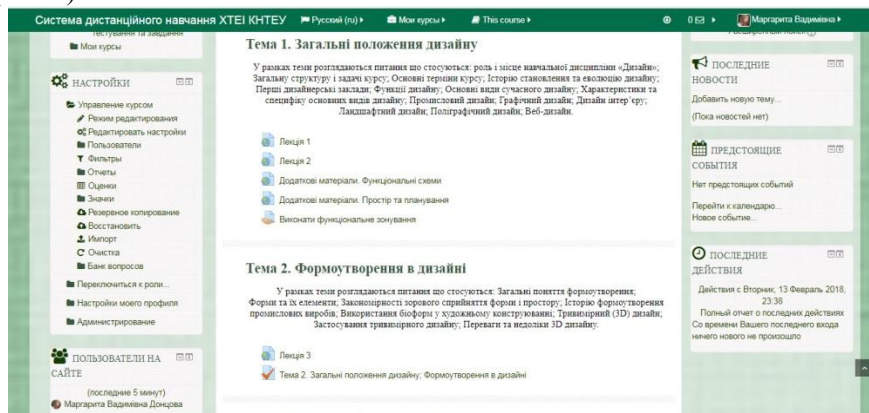 Система дистанційного навчання ХТЕІ КНТЕУ
Русский (ru)
Мои курсы
This course
0
Маргарита Вадимівна
тестування та завдання
Мои курсы
НАСТРОЙКИ
Управление курсом
Режим редактирования
Редактировать настройки
Пользователи
Фильтры
Отчеты
Оценки
Значки
Резервное копирование
Восстановить
Импорт
Очистка
Банк вопросов
Переключиться к роли...
Настройки моего профиля
Администрирование
ПОЛЬЗОВАТЕЛИ НА
САЙТЕ
(последние 5 минут)
Маргарита Вадимівна Донцова
Тема 1. Загальні положення дизайну
У рамках теми розглядаються питания що стосуються: роль і місце навчальної дисципліни «Дизайн»;
Загальну структуру і задачі курсу; Основні терміни курсу; Історію становлення та еволюцію дизайну;
Перші дизайнерські заклади; Функції дизайну; Основні види сучасного дизайну; Характеристики та
специфіку основних видів дизайну; Промисловий дизайн; Графічний дизайн; Дизайн інтер'єру;
Ландшафтний дизайн; Поліграфічний дизайн; Веб-дизайн.
Лекція 1
Лекція 2
Додаткові матеріали. Функціональні схеми
Додаткові матеріали. Простір та планування
Виконати функціональне зонування
Тема 2. Формоутворення в дизайні
У рамках теми розглядаються питания що стосуються: Загальні поняття формоутворення;
Форми та їх елементи; Закономірності зорового сприйняття форми і простору; Історію формоутворення
промислових виробів; Використання біоформ у художньому конструюванні; Тривимірний (3D) дизайн;
Застосування тривимірного дизайну; Переваги та недоліки 3D дизайну.
Лекція 3
Тема 2. Загальні положення дизайну; Формоутворення в дизайні
Расширенный поиск
ПОСЛЕДНИЕ
НОВОСТИ
Добавить новую тему...
(Пока новостей нет)
ПРЕДСТОЯЩИЕ
СОБЫТИЯ
Нет предстоящих событий
Перейти к календарю...
Новое событие...
ПОСЛЕДНИЕ
ДЕЙСТВИЯ
Действия с Вторник, 13 Февраль 2018,
23:38
Полный отчет о последних действиях
Со времени Вашего последнего входа
ничего нового не произошло